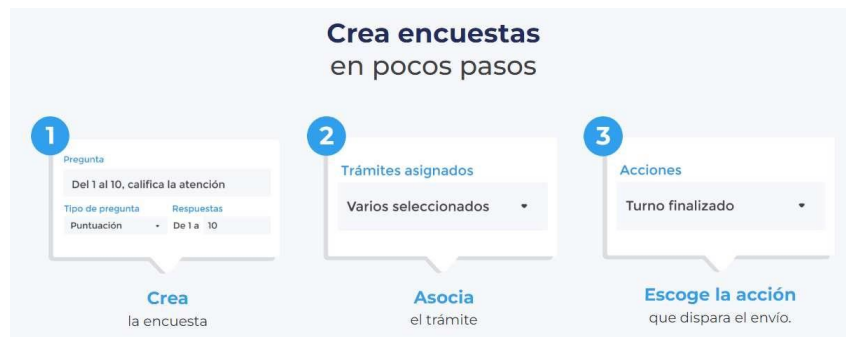 Crea encuestas
en pocos pasos
1
Pregunta
Del 1 al 10, califica la atención
Tipo de pregunta Respuestas
Puntuación De 1 a 10
Crea
la encuesta
2
Trámites asignados
Varios seleccionados
Asocia
el trámite
3
Acciones
Turno finalizado
Escoge la acción
que dispara el envío.